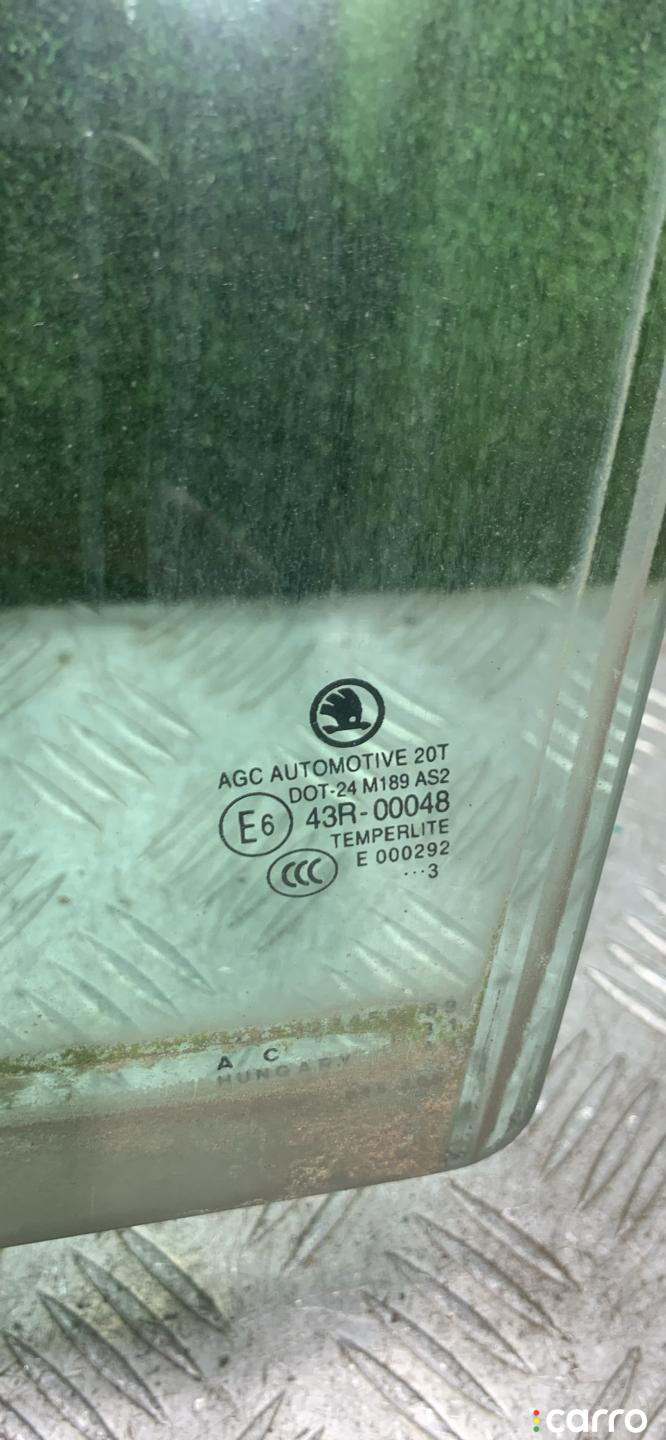 AGC AUTOMOTIVE 20T
DOT-24 M189 AS2
E6 43R-00048
TEMPERLITE
CCC E 000292
···3
HUNGARY
carro